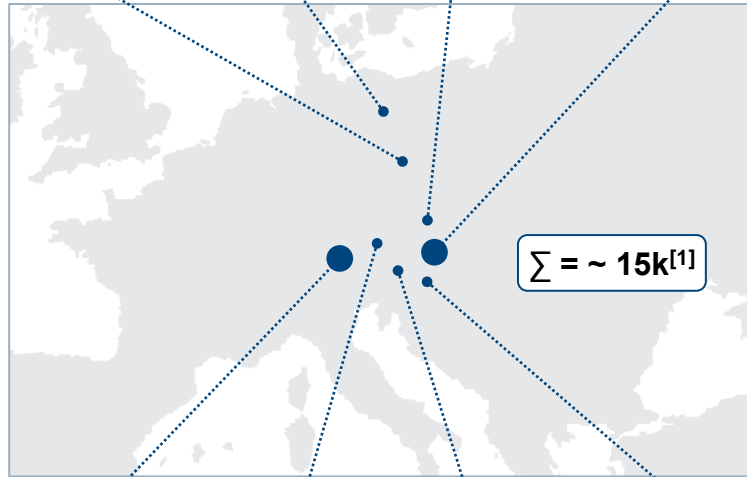 ∑ = ~ 15k[1]